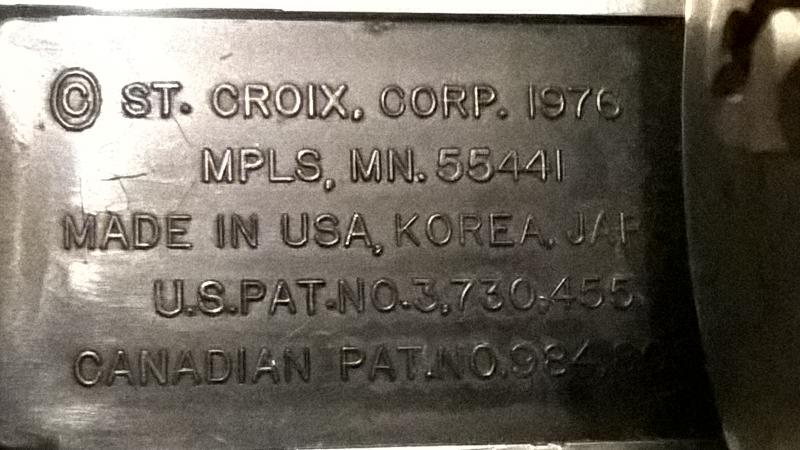 © ST. CROIX, CORP. 1976
MPLS, MN. 55441
MADE IN USA, KOREA,
U.S. PAT. NO. 3,730,455
CANADIAN PAT. NO.